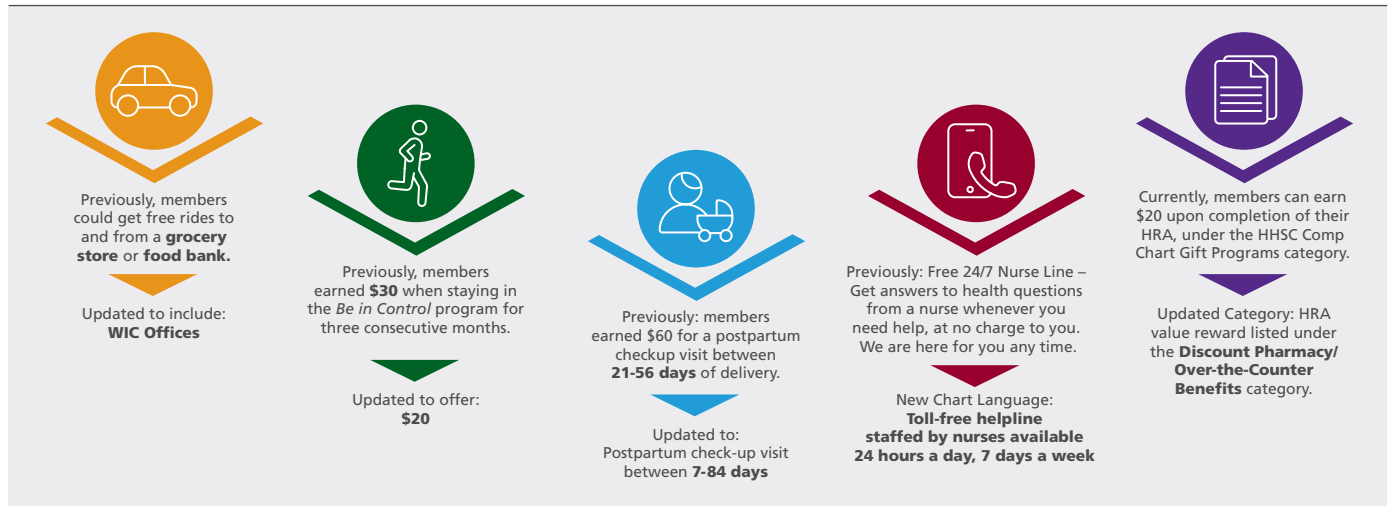 Previously, members
could get free rides to
and from a grocery
store or food bank.
Updated to include:
WIC Offices
Previously, members
earned $30 when staying in
the Be in Control program for
three consecutive months.
Updated to offer:
$20
Previously: members
earned $60 for a postpartum
checkup visit between
21-56 days of delivery.
Updated to:
Postpartum check-up visit
between 7-84 days
Previously: Free 24/7 Nurse Line –
Get answers to health questions
from a nurse whenever you
need help, at no charge to you.
We are here for you any time.
New Chart Language:
Toll-free helpline
staffed by nurses available
24 hours a day, 7 days a week
Currently, members can earn
$20 upon completion of their
HRA, under the HHSC Comp
Chart Gift Programs category.
Updated Category: HRA
value reward listed under
the Discount Pharmacy/
Over-the-Counter
Benefits category.